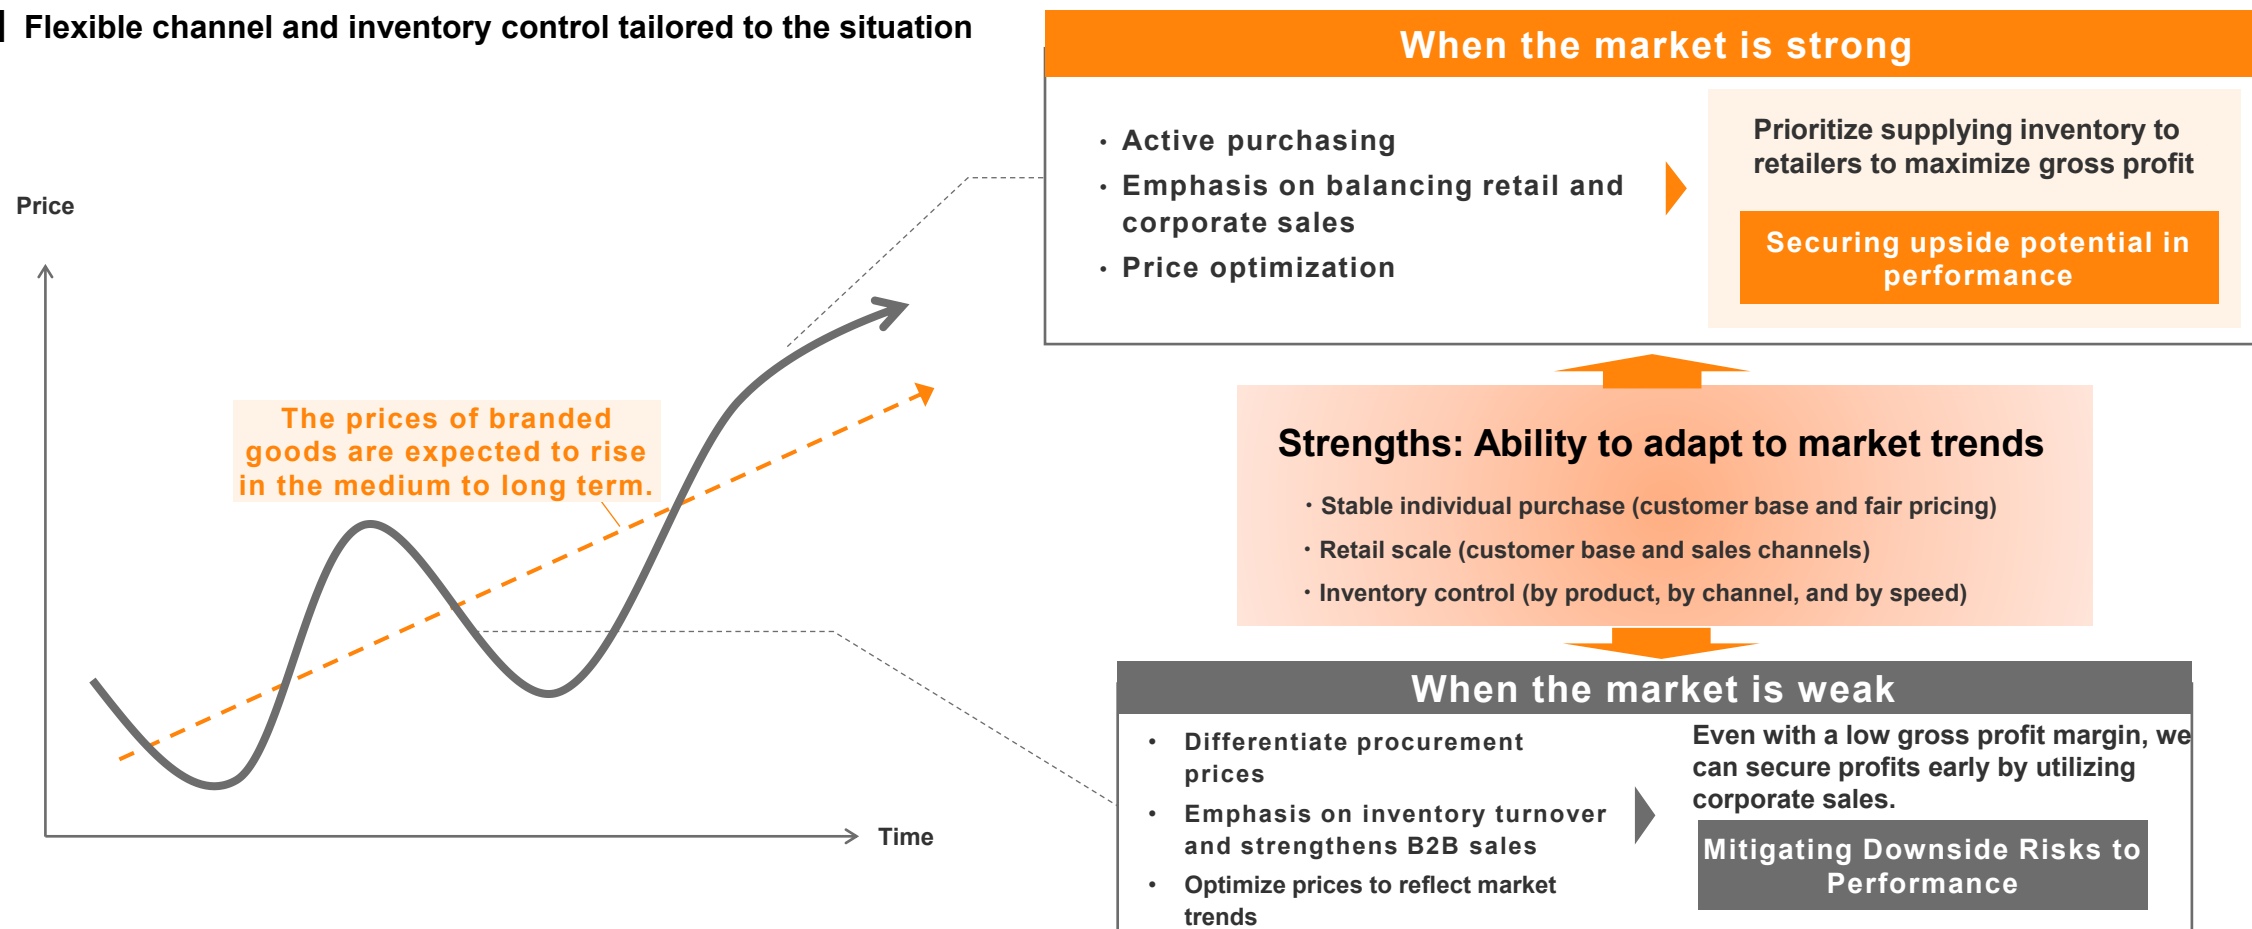 Flexible channel and inventory control tailored to the situation
Price
The prices of branded
goods are expected to rise
in the medium to long term.
Time
When the market is strong
・Active purchasing
・Emphasis on balancing retail and
corporate sales
・Price optimization
Prioritize supplying inventory to
retailers to maximize gross profit
Securing upside potential in
performance
Strengths: Ability to adapt to market trends
・Stable individual purchase (customer base and fair pricing)
・Retail scale (customer base and sales channels)
・Inventory control (by product, by channel, and by speed)
When the market is weak
• Differentiate procurement
prices
• Emphasis on inventory turnover
and strengthens B2B sales
• Optimize prices to reflect market
trends
Even with a low gross profit margin, we
can secure profits early by utilizing
corporate sales.
Mitigating Downside Risks to
Performance